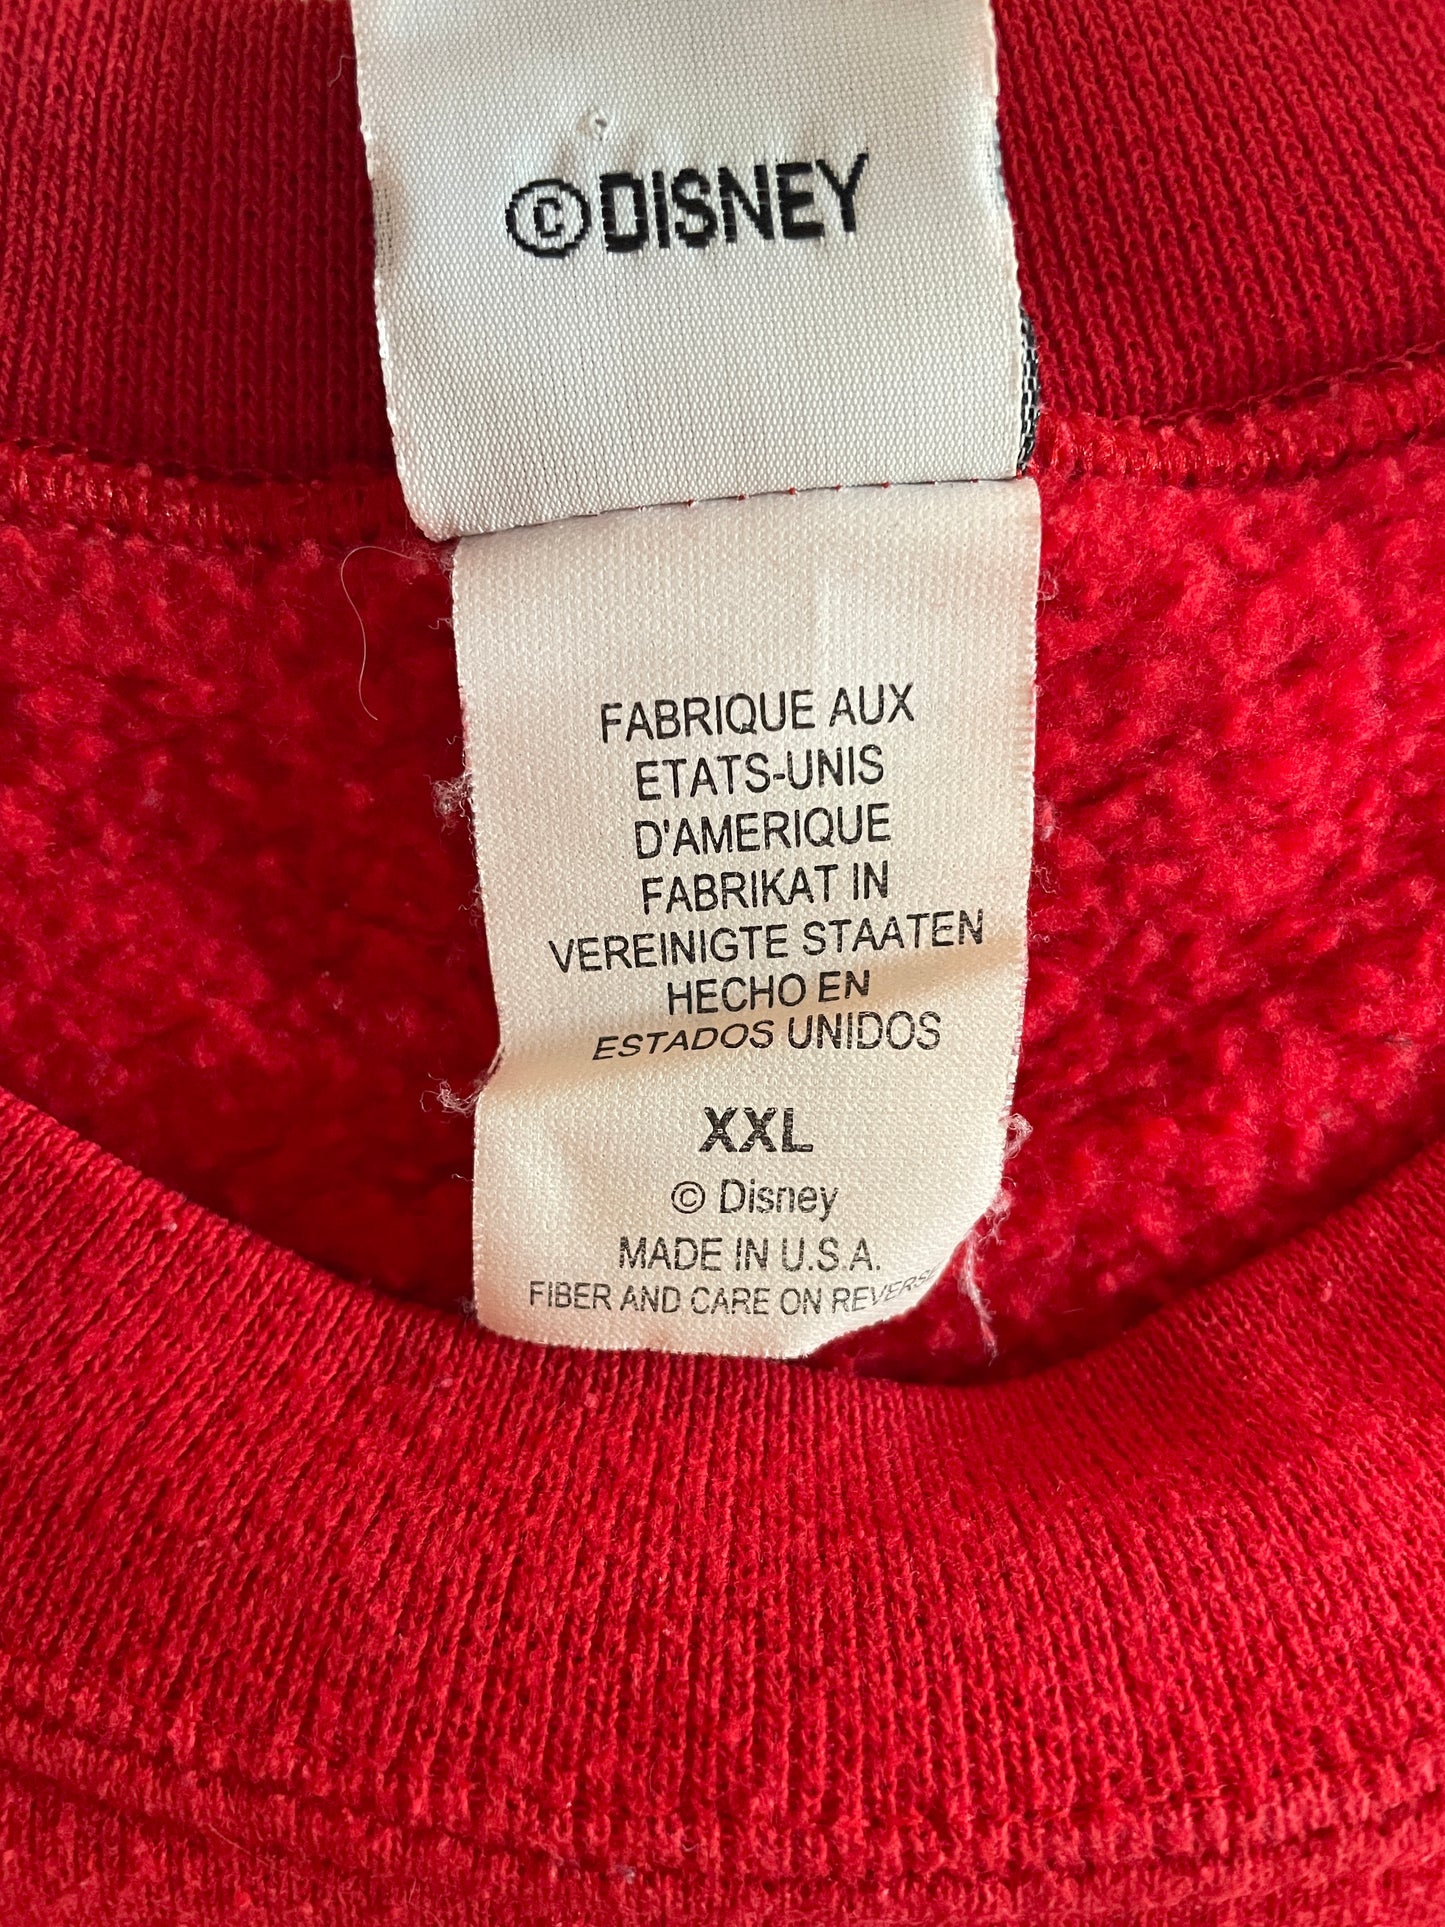 ©DISNEY
FABRIQUE AUX
ETATS-UNIS
D'AMERIQUE
FABRIKAT IN
VEREINIGTE STAATEN
HECHO EN
ESTADOS UNIDOS
XXL
© Disney
MADE IN U.S.A.
FIBER AND CARE ON REVERSE